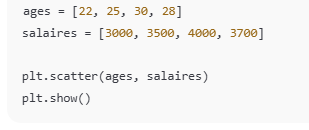 ages = [22, 25, 30, 28]
salaires = [3000, 3500, 4000, 3700]
plt.scatter(ages, salaires)
plt.show()